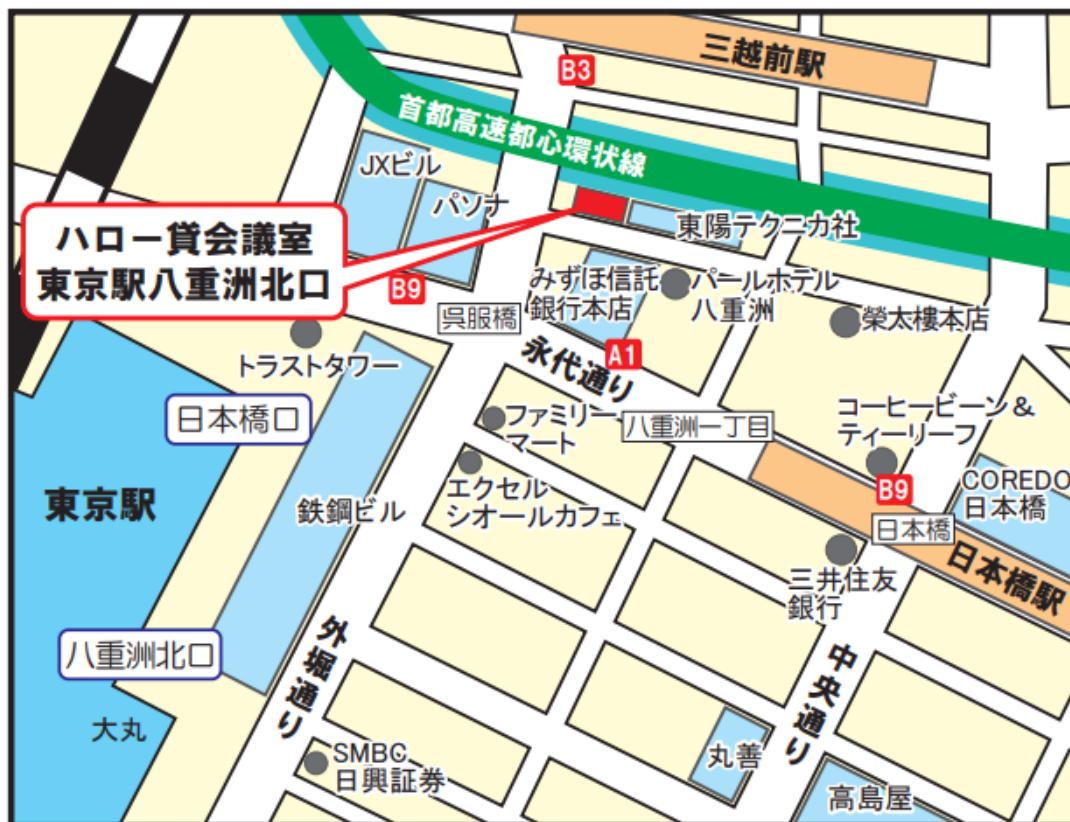 三越前駅
B3
首都高速都心環状線
JXビル
パソナ
東陽テクニカ社
ハロー貸会議室
東京駅八重洲北口
B9
みずほ信託
銀行本店
パールホテル
八重洲
呉服橋
榮太樓本店
トラストタワー
A1
永代通り
日本橋口
ファミリー
マート
八重洲一丁目
コーヒービーン&
ティーリーフ
東京駅
鉄鋼ビル
エクセル
シオールカフェ
B9
COREDO
日本橋
日本橋
日本橋駅
三井住友
銀行
八重洲北口
外堀通り
中央通り
大丸
SMBC
日興証券
丸善
高島屋